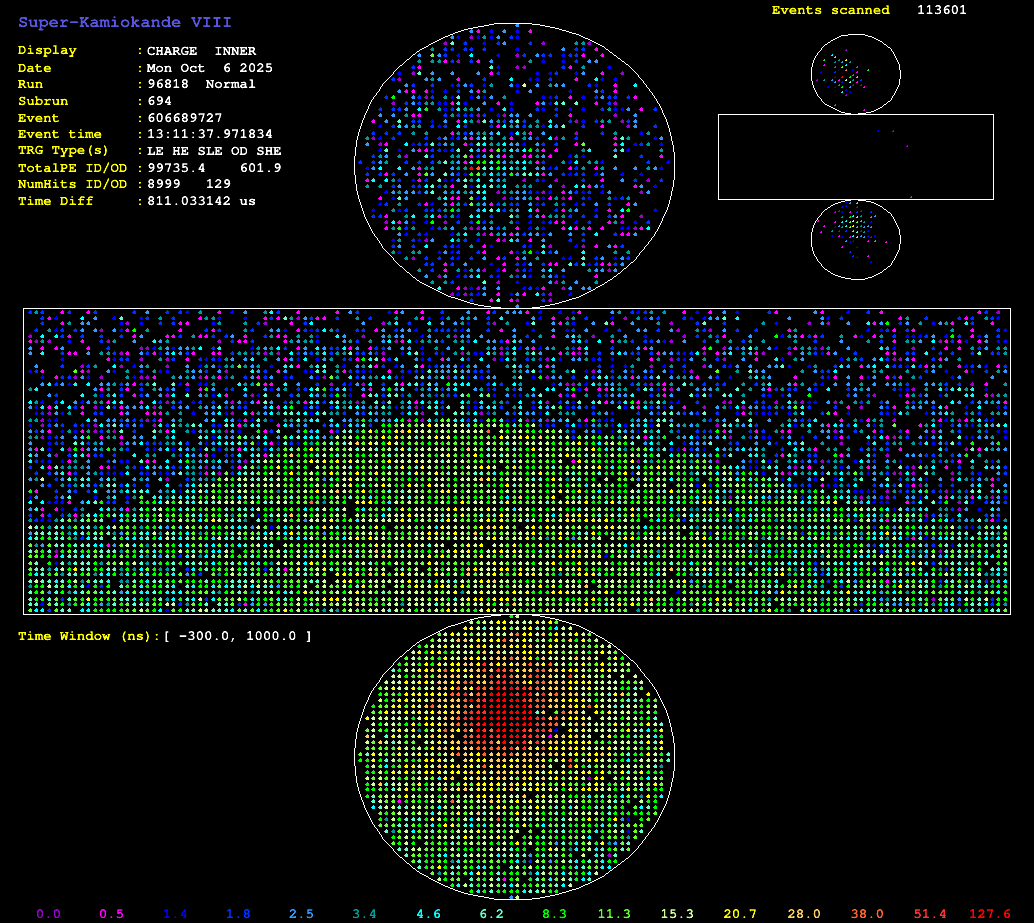 Super-Kamiokande VIII
Events scanned 113601
Display : CHARGE INNER
Date : Mon Oct 6 2025
Run : 96818 Normal
Subrun : 694
Event : 606689727
Event time : 13:11:37.971834
TRG Type(s) : LE HE SLE OD SHE
TotalPE ID/OD : 99735.4 601.9
NumHits ID/OD : 8999 129
Time Diff : 811.033142 us
Time Window (ns):[ -300.0, 1000.0 ]
0.0 0.5 1.4 1.8 2.5 3.4 4.6 6.2 8.3 11.3 15.3 20.7 28.0 38.0 51.4 127.6